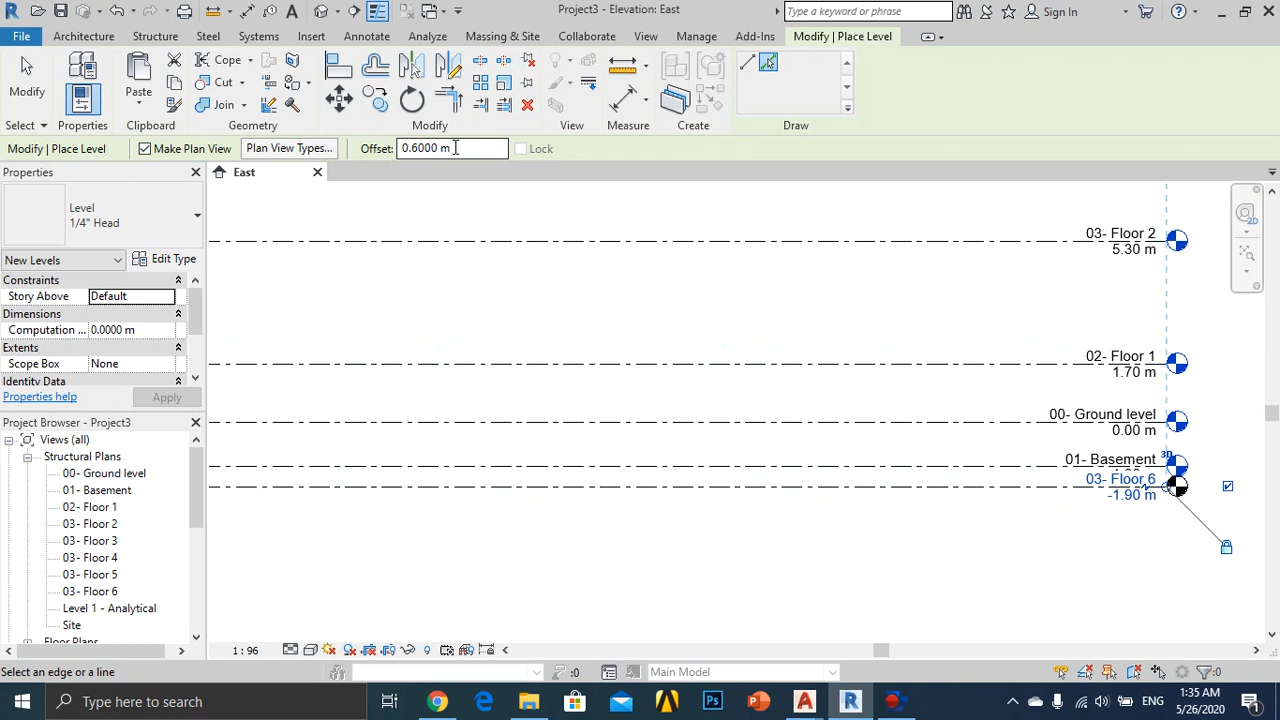 Project3 - Elevation: East
Type a keyword or phrase
Sign In
File
Architecture
Structure
Steel
Systems
Insert
Annotate
Analyze
Massing & Site
Collaborate
View
Manage
Add-Ins
Modify | Place Level
Modify
Paste
Cope
Cut
Join
Select
Properties
Clipboard
Geometry
Modify
View
Measure
Create
Draw
Modify | Place Level
Make Plan View
Plan View Types...
Offset:
0.6000 m
Lock
Properties
East
Level
1/4" Head
New Levels
Edit Type
Constraints
Story Above
Default
Dimensions
Computation ...
0.0000 m
Extents
Scope Box
None
Identity Data
Properties help
Apply
Project Browser - Project3
Views (all)
Structural Plans
00- Ground level
01- Basement
02- Floor 1
03- Floor 2
03- Floor 3
03- Floor 4
03- Floor 5
03- Floor 6
Level 1 - Analytical
Site
Floor Plans
03- Floor 2
5.30 m
02- Floor 1
1.70 m
00- Ground level
0.00 m
01- Basement
3D
03- Floor 6
-1.90 m
2D
1 : 96
Select an edge or a line
:0
Main Model
:0
Type here to search
ENG
1:35 AM
5/26/2020